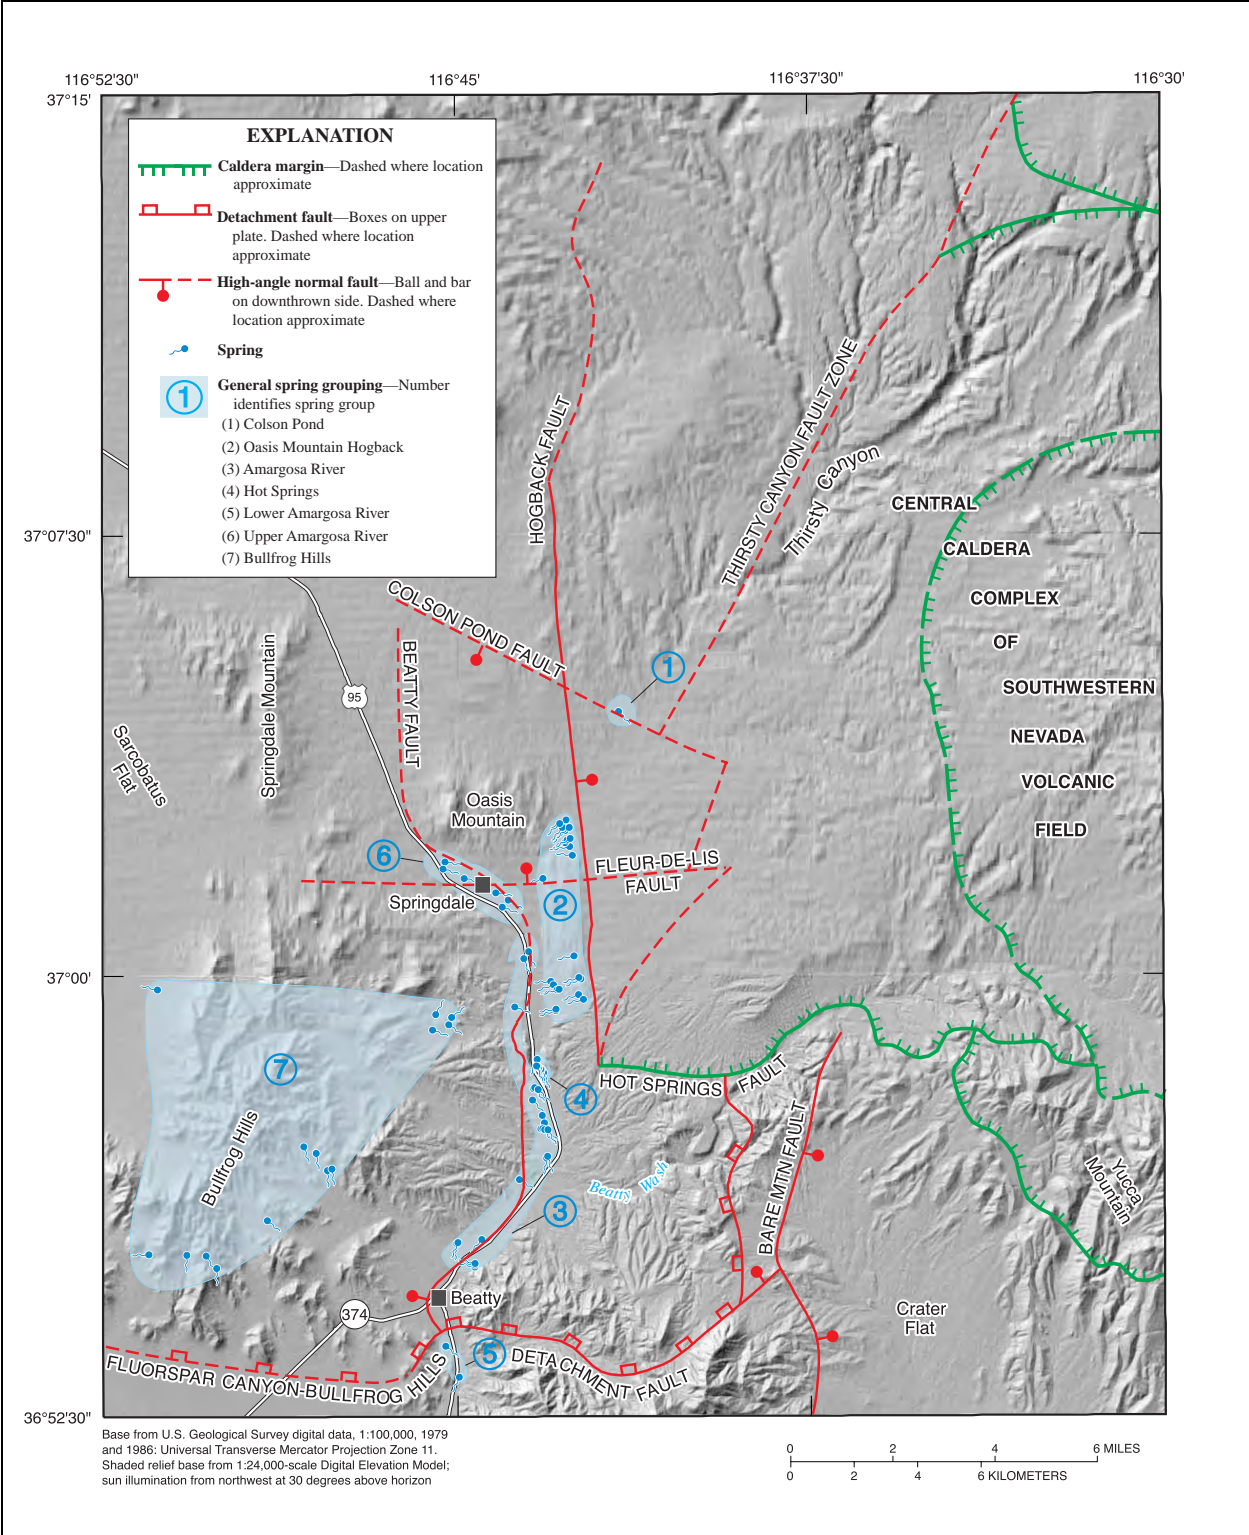 116°52'30"
116°45'
116°37'30"
116°30'
37°15'
EXPLANATION
Caldera margin—Dashed where location
approximate
Detachment fault—Boxes on upper
plate. Dashed where location
approximate
High-angle normal fault—Ball and bar
on downthrown side. Dashed where
location approximate
Spring
1
General spring grouping—Number
identifies spring group
(1) Colson Pond
(2) Oasis Mountain Hogback
(3) Amargosa River
(4) Hot Springs
(5) Lower Amargosa River
(6) Upper Amargosa River
(7) Bullfrog Hills
HOGBACK FAULT
THIRSTY CANYON FAULT ZONE
Thirsty Canyon
CENTRAL
CALDERA
COMPLEX
OF
SOUTHWESTERN
NEVADA
VOLCANIC
FIELD
37°07'30"
COLSON POND FAULT
BEATTY FAULT
1
95
Springdale Mountain
Sarcobatus
Flat
Oasis
Mountain
6
FLEUR-DE-LIS
FAULT
Springdale
2
37°00'
7
HOT SPRINGS FAULT
4
Bullfrog Hills
Beatty Wash
BARE MTN FAULT
Yucca
Mountain
3
Beatty
374
Crater
Flat
5
FLUORSPAR CANYON-BULLFROG HILLS DETACHMENT FAULT
36°52'30"
Base from U.S. Geological Survey digital data, 1:100,000, 1979
and 1986: Universal Transverse Mercator Projection Zone 11.
Shaded relief base from 1:24,000-scale Digital Elevation Model;
sun illumination from northwest at 30 degrees above horizon
0 2 4 6 MILES
0 2 4 6 KILOMETERS